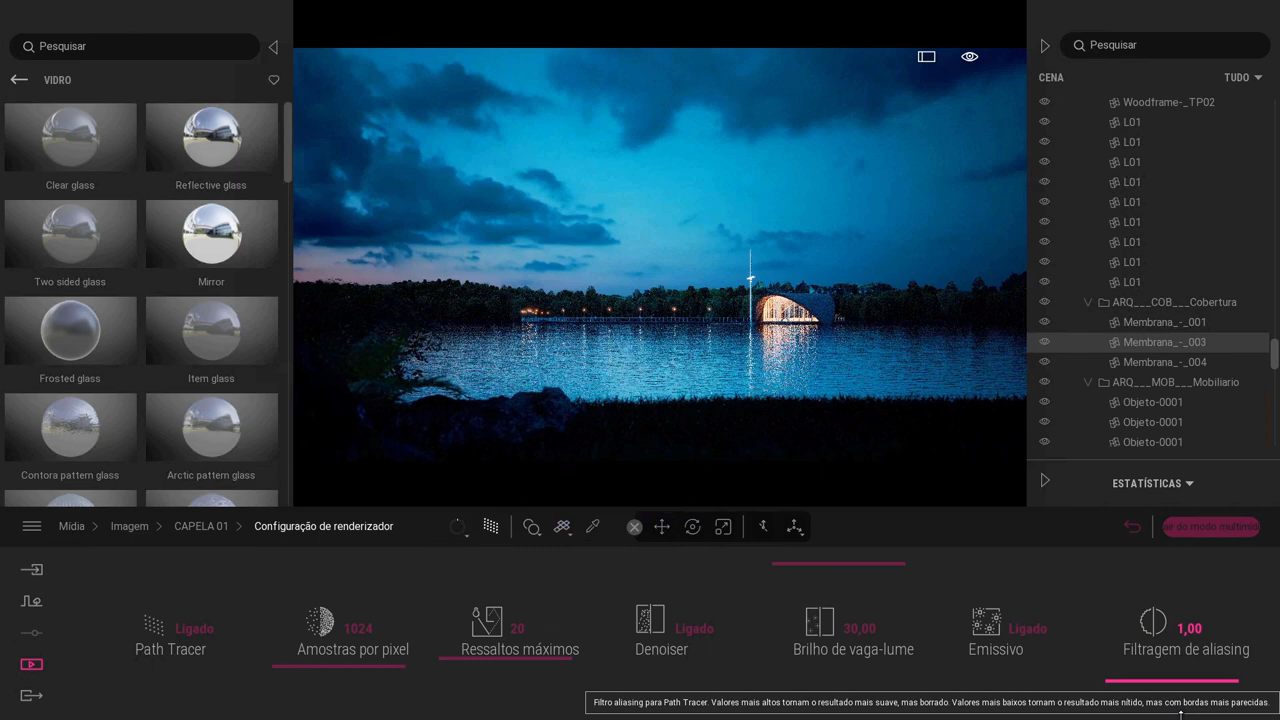 Pesquisar
VIDRO
Clear glass
Reflective glass
Two sided glass
Mirror
Frosted glass
Item glass
Contora pattern glass
Arctic pattern glass
Pesquisar
CENA
TUDO
Woodframe-_TP02
L01
L01
L01
L01
L01
L01
L01
L01
L01
ARQ___COB___Cobertura
Membrana_-_001
Membrana_-_003
Membrana_-_004
ARQ___MOB___Mobiliario
Objeto-0001
Objeto-0001
Objeto-0001
ESTATÍSTICAS
Mídia
Imagem
CAPELA 01
Configuração de renderizador
do modo multimíd
Ligado
Path Tracer
1024
Amostras por pixel
20
Ressaltos máximos
Ligado
Denoiser
30,00
Brilho de vaga-lume
Ligado
Emissivo
1,00
Filtragem de aliasing
Filtro aliasing para Path Tracer. Valores mais altos tornam o resultado mais suave, mas borrado. Valores mais baixos tornam o resultado mais nítido, mas com bordas mais parecidas.